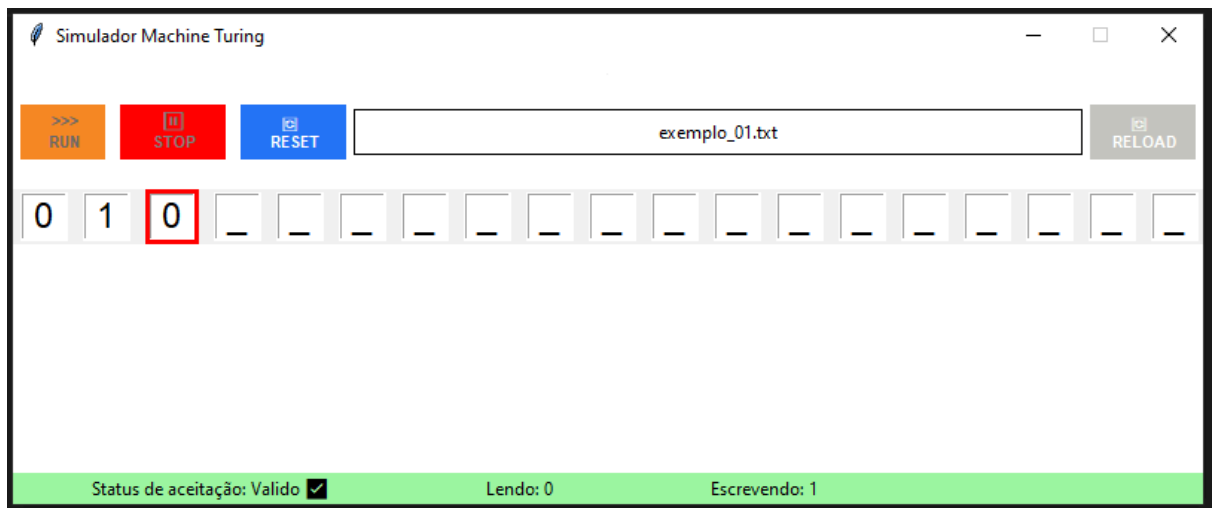 Simulador Machine Turing
>>> RUN STOP RESET exemplo_01.txt RELOAD
0 1 0 _ _ _ _ _ _ _ _ _ _ _ _ _ _ _ _
Status de aceitação: Valido Lendo: 0 Escrevendo: 1